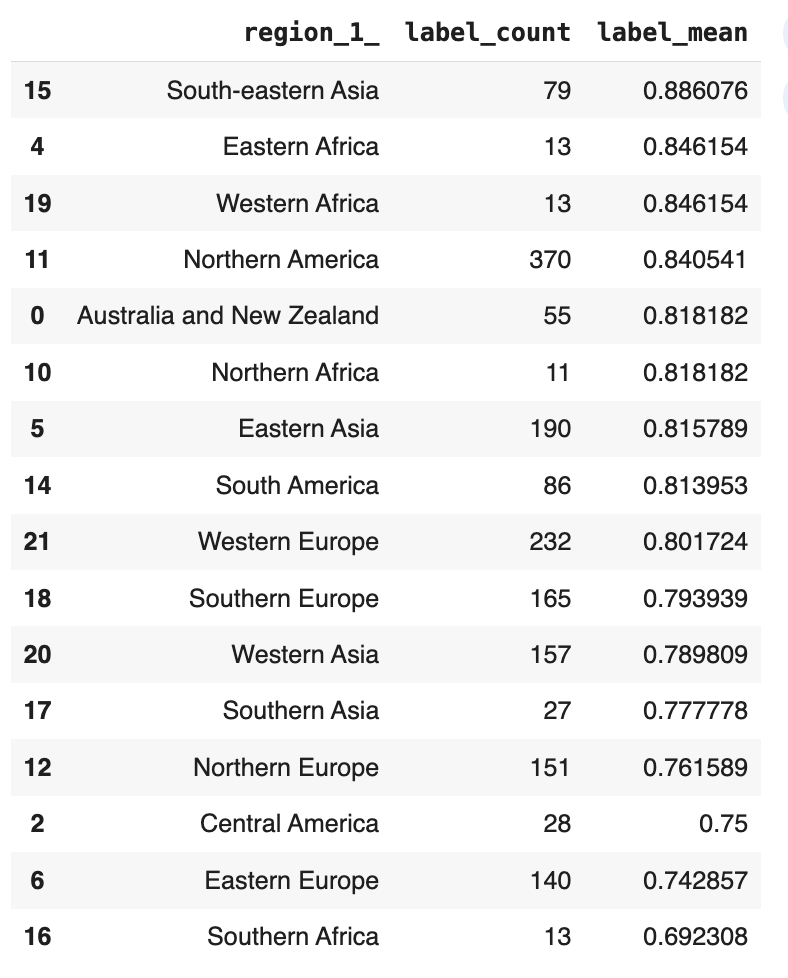 region_1_ label_count label_mean
15 South-eastern Asia 79 0.886076
4 Eastern Africa 13 0.846154
19 Western Africa 13 0.846154
11 Northern America 370 0.840541
0 Australia and New Zealand 55 0.818182
10 Northern Africa 11 0.818182
5 Eastern Asia 190 0.815789
14 South America 86 0.813953
21 Western Europe 232 0.801724
18 Southern Europe 165 0.793939
20 Western Asia 157 0.789809
17 Southern Asia 27 0.777778
12 Northern Europe 151 0.761589
2 Central America 28 0.75
6 Eastern Europe 140 0.742857
16 Southern Africa 13 0.692308